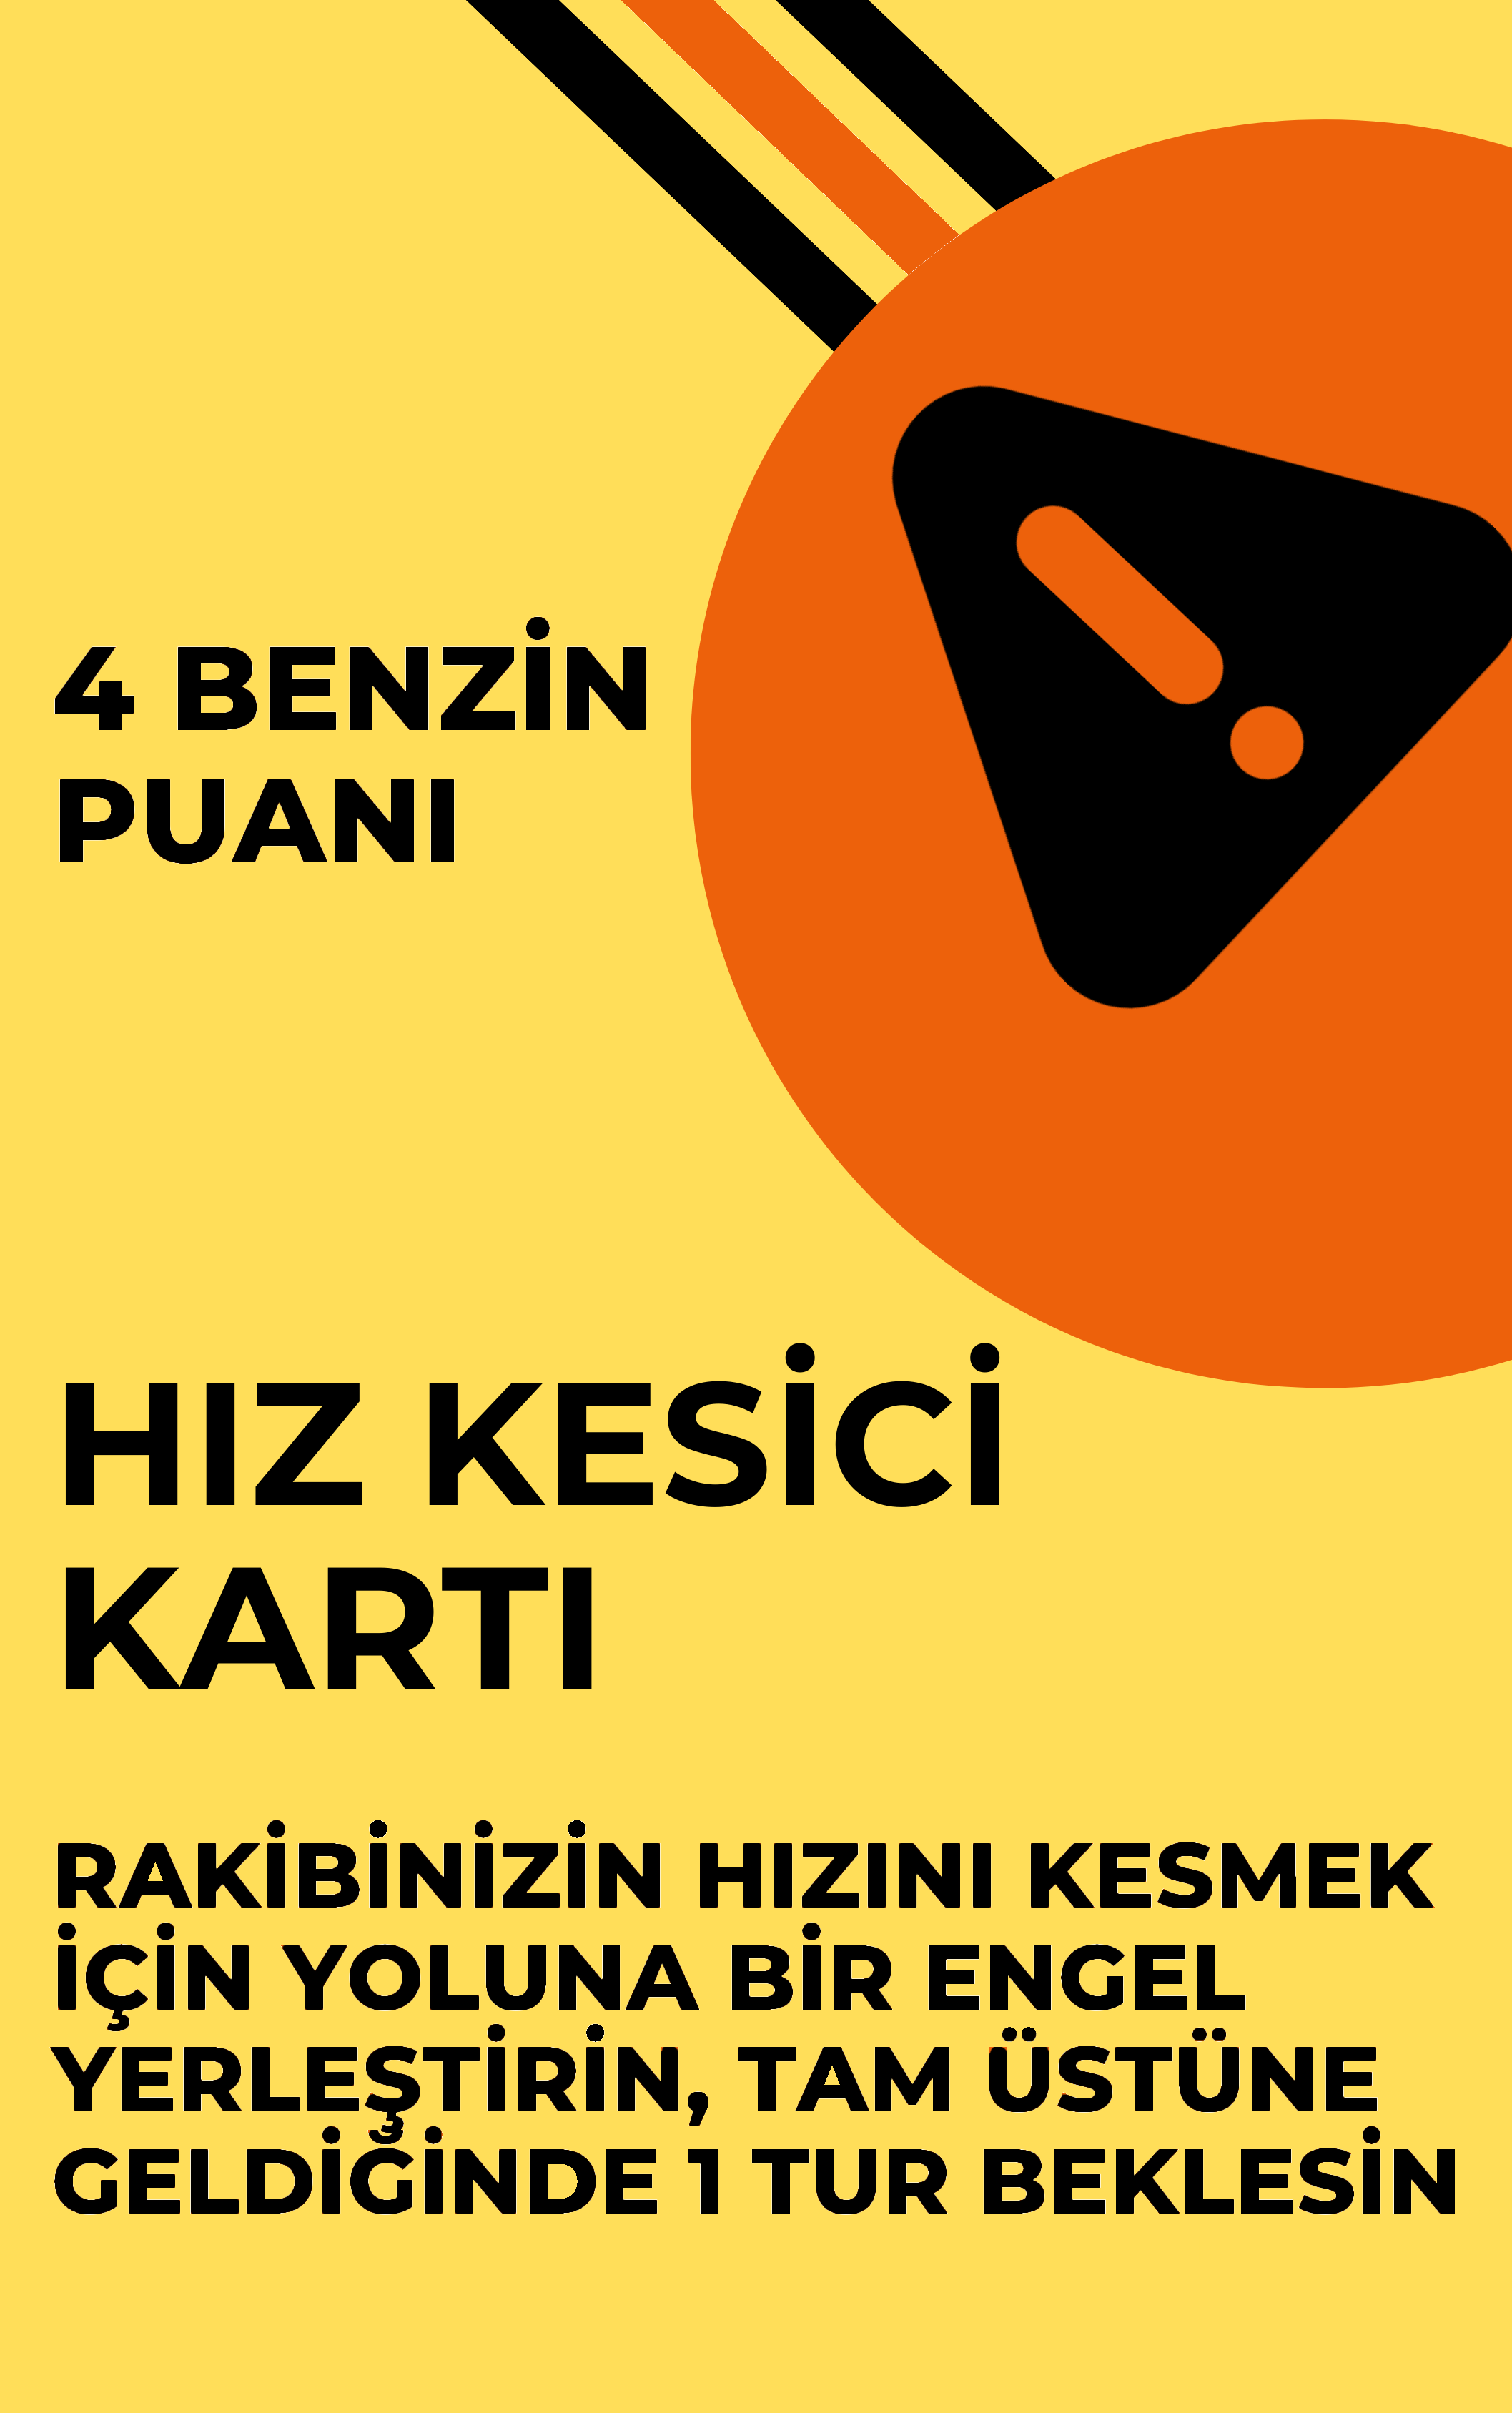 4 BENZİN
PUANI
HIZ KESİCİ
KARTI
RAKİBİNİZİN HIZINI KESMEK
İÇİN YOLUNA BİR ENGEL
YERLEŞTİRİN, TAM ÜSTÜNE
GELDİĞİNDE 1 TUR BEKLESİN